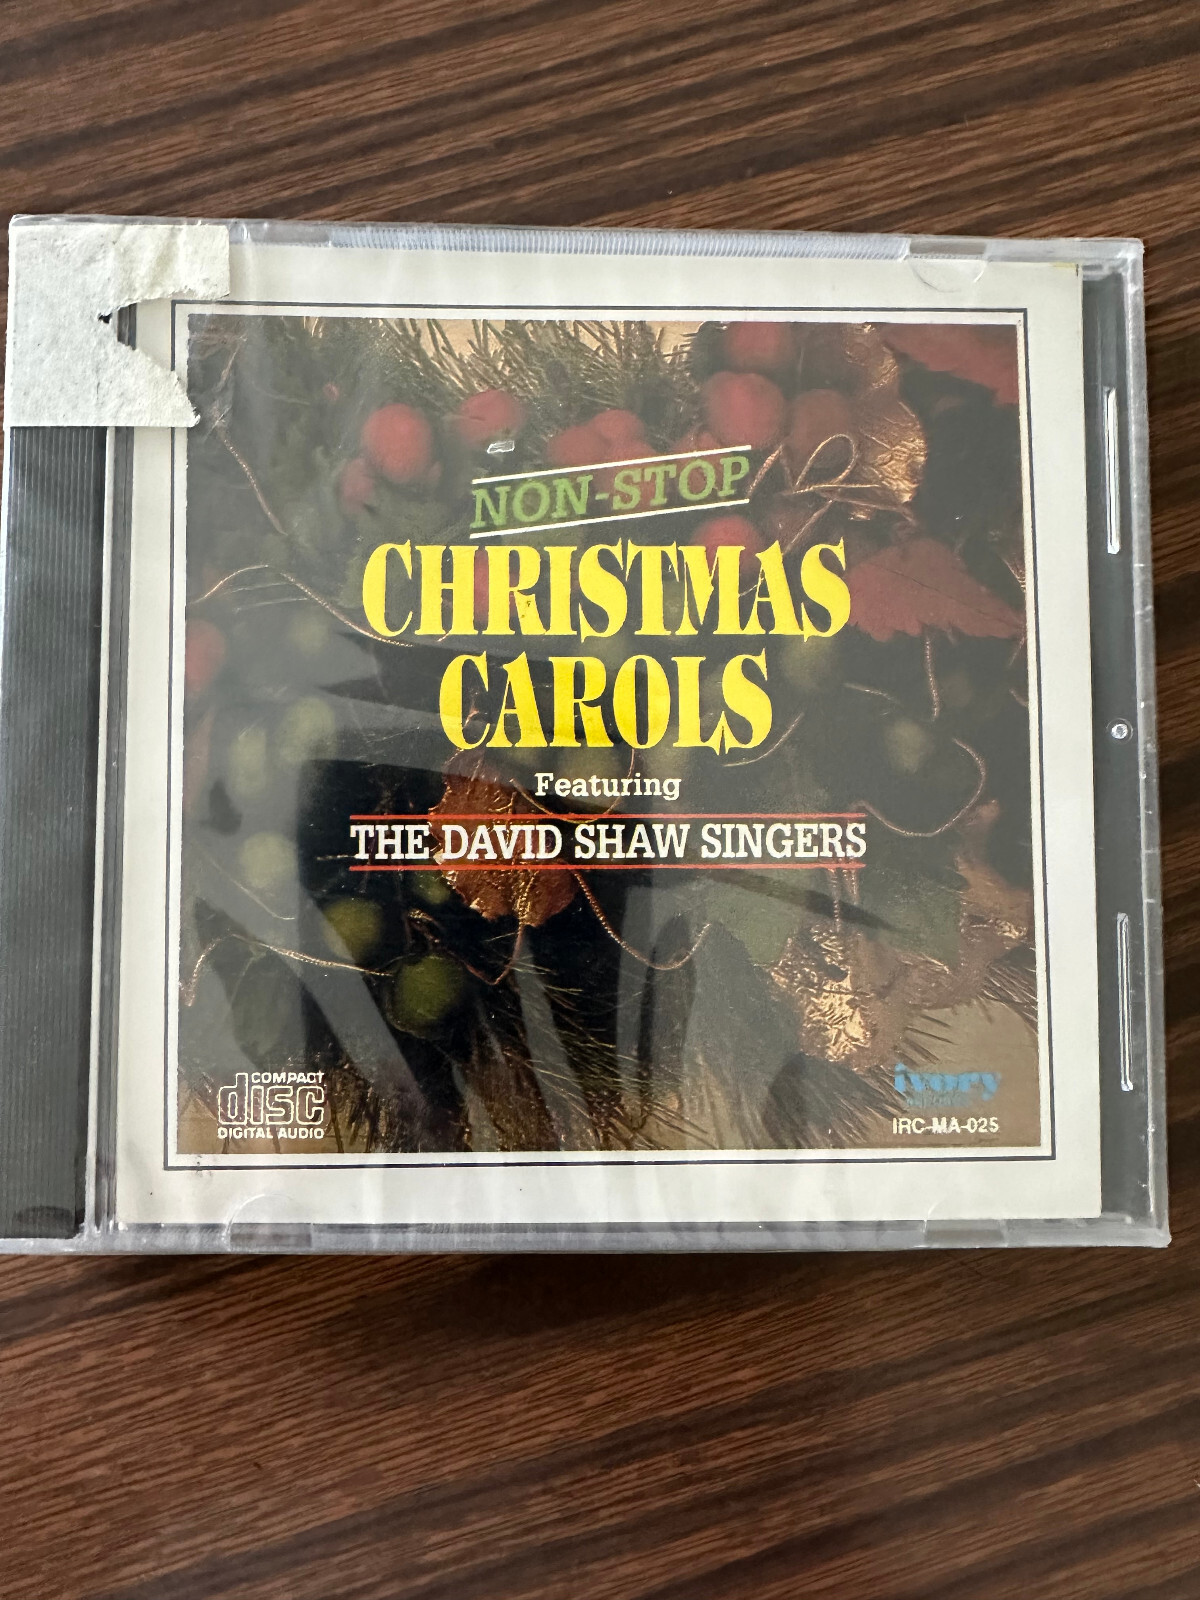 NON-STOP
CHRISTMAS
CAROLS
Featuring
THE DAVID SHAW SINGERS
COMPACT
disc
DIGITAL AUDIO
ivory
IRC-MA-025